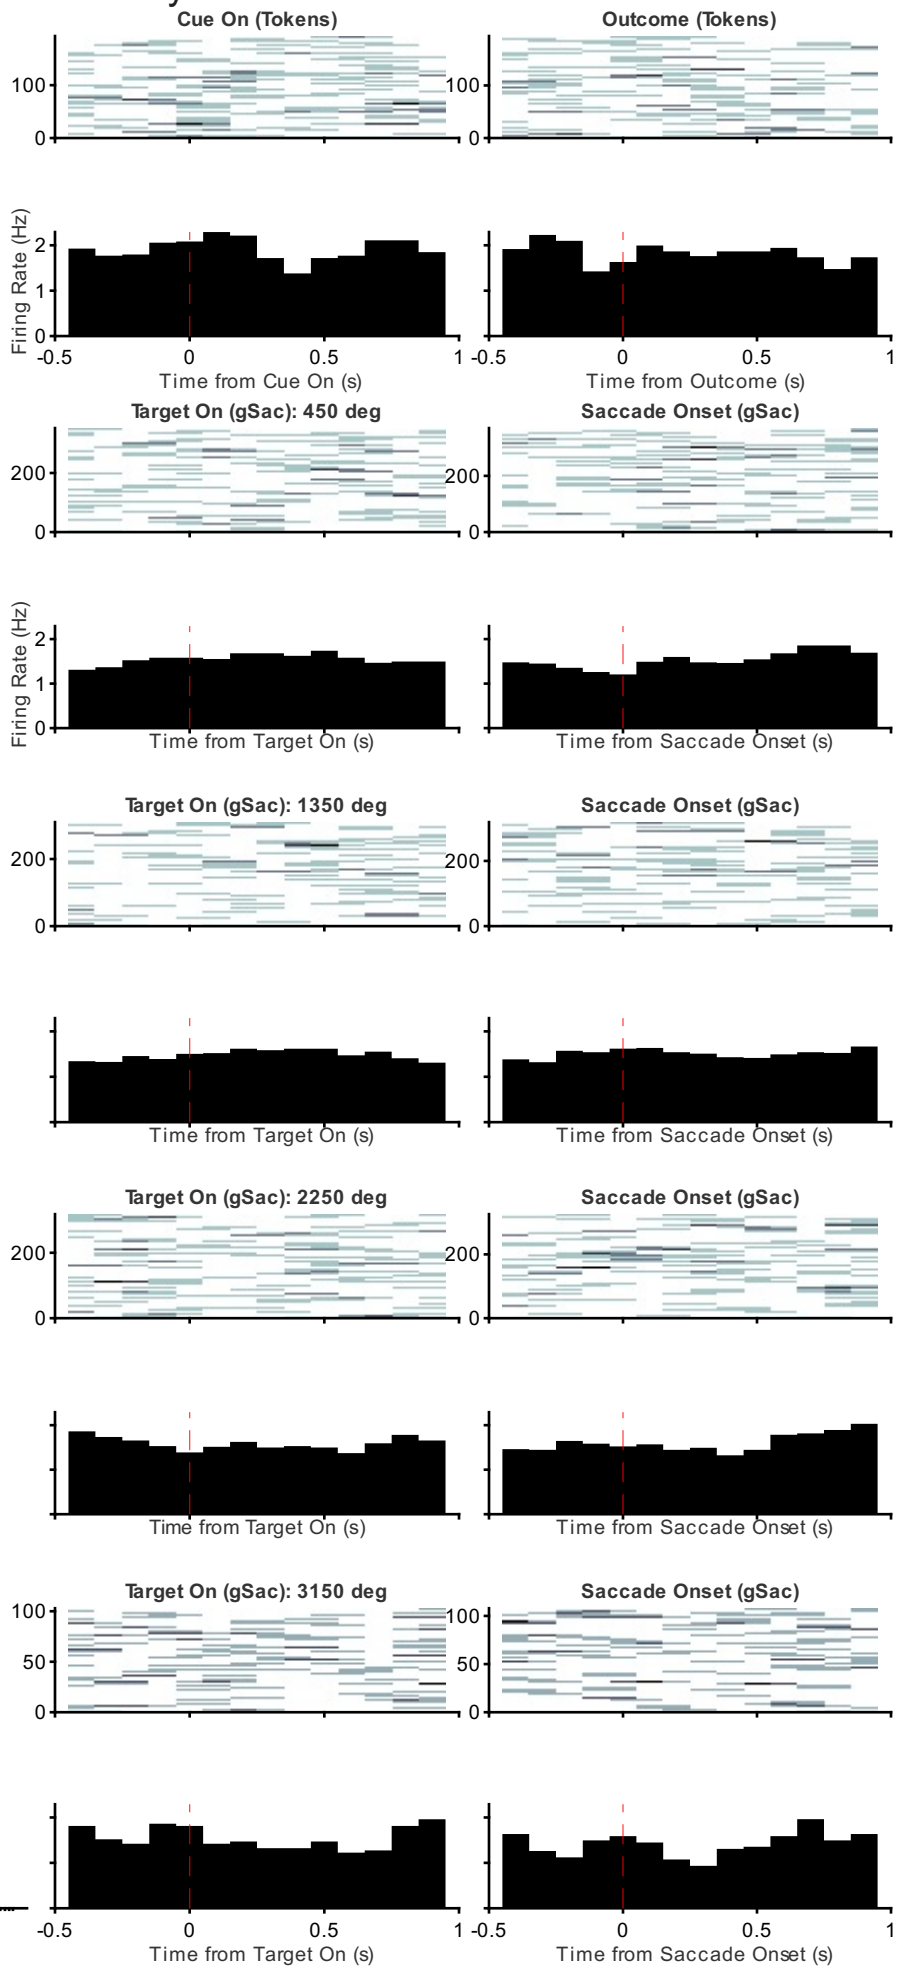 y
Cue On (Tokens) Outcome (Tokens)
100 100
0 0
Firing Rate (Hz)
2 2
1 1
0 0
-0.5 0 0.5 1 -0.5 0 0.5 1
Time from Cue On (s) Time from Outcome (s)
Target On (gSac): 450 deg Saccade Onset (gSac)
200 200
0 0
Firing Rate (Hz)
2
1
0
Time from Target On (s) Time from Saccade Onset (s)
Target On (gSac): 1350 deg Saccade Onset (gSac)
200 200
0 0
Time from Target On (s) Time from Saccade Onset (s)
Target On (gSac): 2250 deg Saccade Onset (gSac)
200 200
0 0
Time from Target On (s) Time from Saccade Onset (s)
Target On (gSac): 3150 deg Saccade Onset (gSac)
100 100
50 50
0 0
-0.5 0 0.5 1 -0.5 0 0.5 1
Time from Target On (s) Time from Saccade Onset (s)